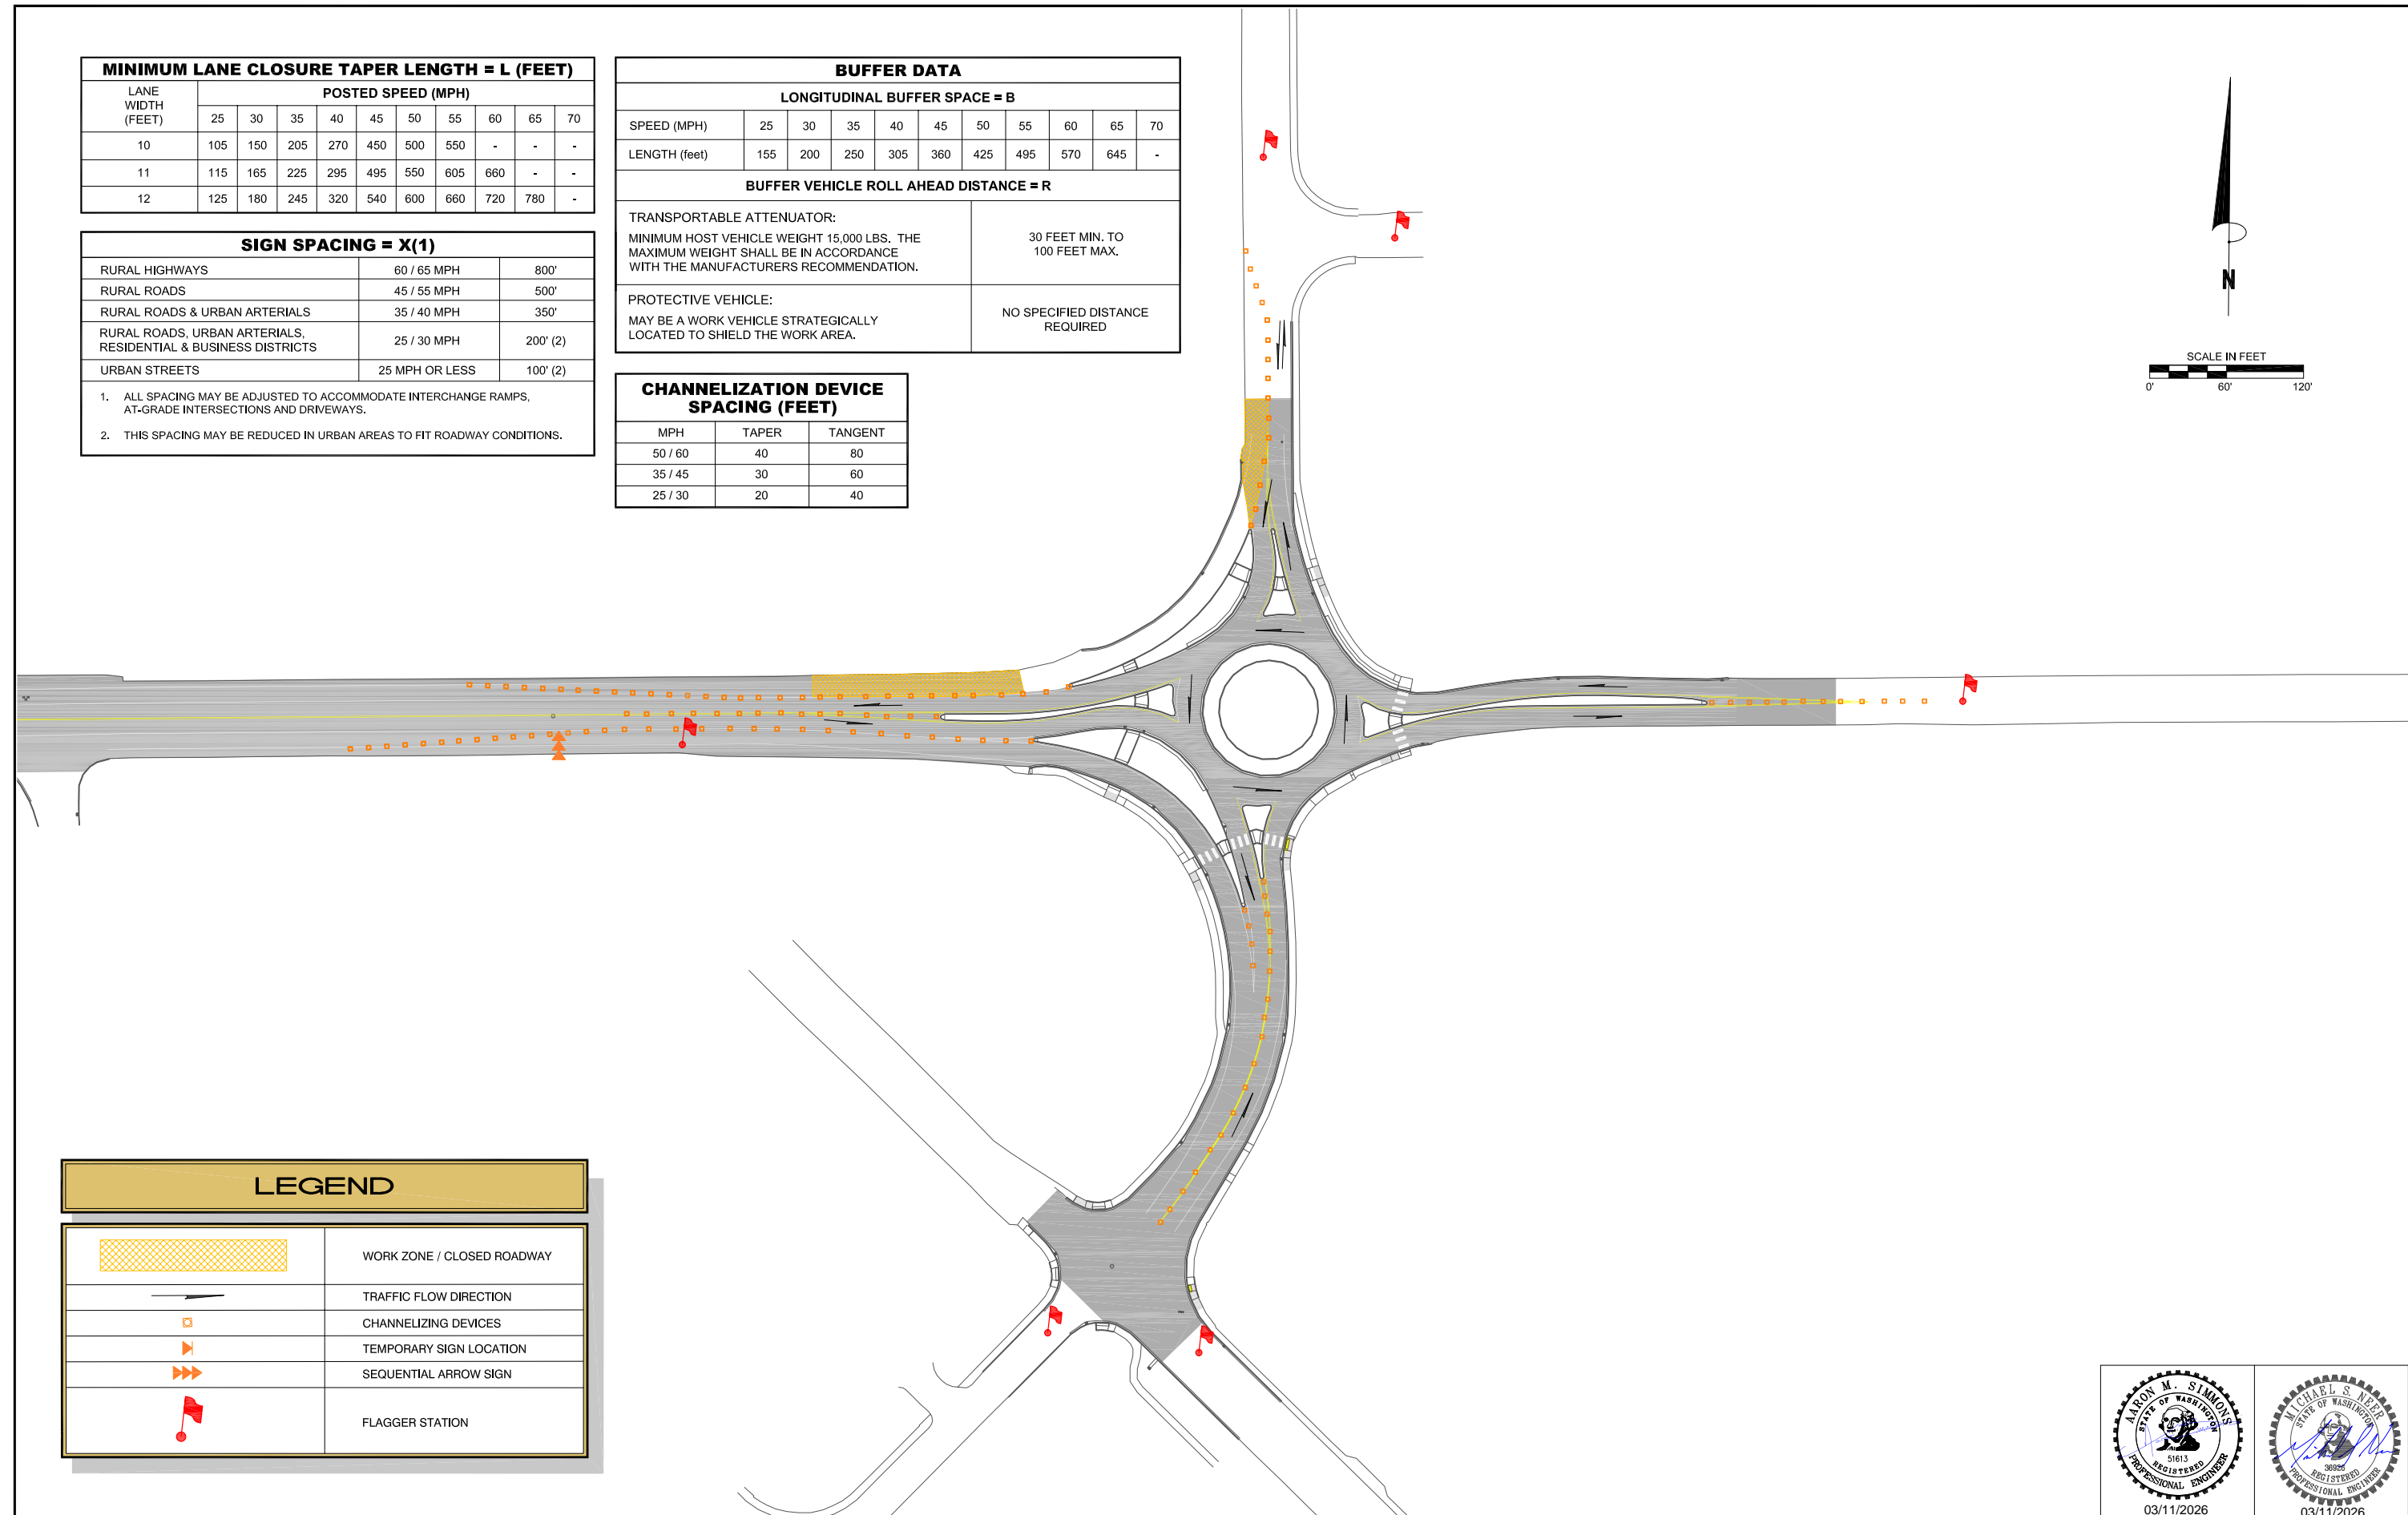 MINIMUM LANE CLOSURE TAPER LENGTH = L (FEET)
LANE WIDTH (FEET)
POSTED SPEED (MPH)
25 30 35 40 45 50 55 60 65 70
10 105 150 205 270 450 500 550 - - -
11 115 165 225 295 495 550 605 660 - -
12 125 180 245 320 540 600 660 720 780 -
SIGN SPACING = X(1)
RURAL HIGHWAYS 60 / 65 MPH 800'
RURAL ROADS 45 / 55 MPH 500'
RURAL ROADS & URBAN ARTERIALS 35 / 40 MPH 350'
RURAL ROADS, URBAN ARTERIALS,
RESIDENTIAL & BUSINESS DISTRICTS 25 / 30 MPH 200' (2)
URBAN STREETS 25 MPH OR LESS 100' (2)
1. ALL SPACING MAY BE ADJUSTED TO ACCOMMODATE INTERCHANGE RAMPS,
AT-GRADE INTERSECTIONS AND DRIVEWAYS.
2. THIS SPACING MAY BE REDUCED IN URBAN AREAS TO FIT ROADWAY CONDITIONS.
BUFFER DATA
LONGITUDINAL BUFFER SPACE = B
SPEED (MPH) 25 30 35 40 45 50 55 60 65 70
LENGTH (feet) 155 200 250 305 360 425 495 570 645 -
BUFFER VEHICLE ROLL AHEAD DISTANCE = R
TRANSPORTABLE ATTENUATOR:
MINIMUM HOST VEHICLE WEIGHT 15,000 LBS. THE
MAXIMUM WEIGHT SHALL BE IN ACCORDANCE
WITH THE MANUFACTURERS RECOMMENDATION.
30 FEET MIN. TO
100 FEET MAX.
PROTECTIVE VEHICLE:
MAY BE A WORK VEHICLE STRATEGICALLY
LOCATED TO SHIELD THE WORK AREA.
NO SPECIFIED DISTANCE
REQUIRED
CHANNELIZATION DEVICE
SPACING (FEET)
MPH TAPER TANGENT
50 / 60 40 80
35 / 45 30 60
25 / 30 20 40
N
SCALE IN FEET
0' 60' 120'
LEGEND
WORK ZONE / CLOSED ROADWAY
TRAFFIC FLOW DIRECTION
CHANNELIZING DEVICES
TEMPORARY SIGN LOCATION
SEQUENTIAL ARROW SIGN
FLAGGER STATION
AARON M. SIMMONS
STATE OF WASHINGTON
51613
REGISTERED
PROFESSIONAL ENGINEER
03/11/2026
MICHAEL S. NEER
STATE OF WASHINGTON
REGISTERED
PROFESSIONAL ENGINEER
03/11/2026